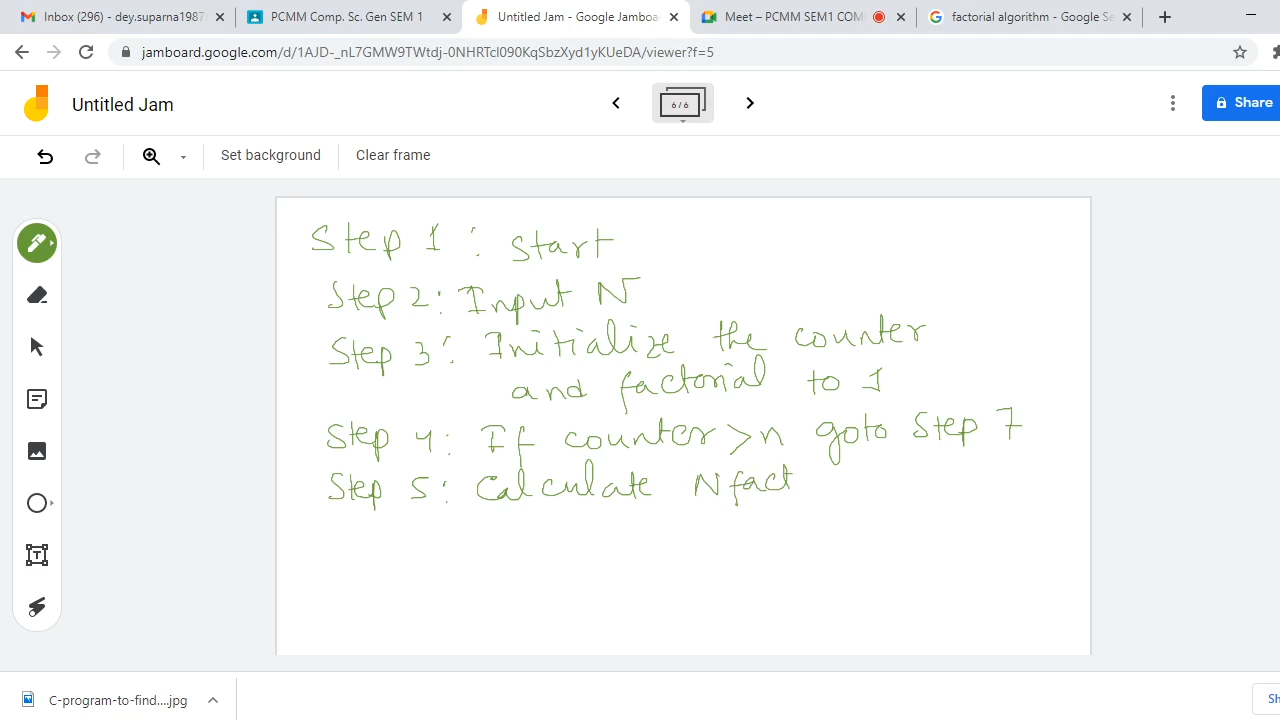 Inbox (296) - dey.suparna1987
PCMM Comp. Sc. Gen SEM 1
Untitled Jam - Google Jamboa
Meet – PCMM SEM1 COM
factorial algorithm - Google Se
jamboard.google.com/d/1AJD-_nL7GMW9TWtdj-0NHRTcl090KqSbzXyd1yKUeDA/viewer?f=5
Untitled Jam
6 / 6
Share
Set background
Clear frame
Step 1 : Start
Step 2: Input N
Step 3: Initialize the counter
and factorial to 1
Step 4: If counter > n goto Step 7
Step 5: Calculate Nfact
C-program-to-find....jpg
Sh